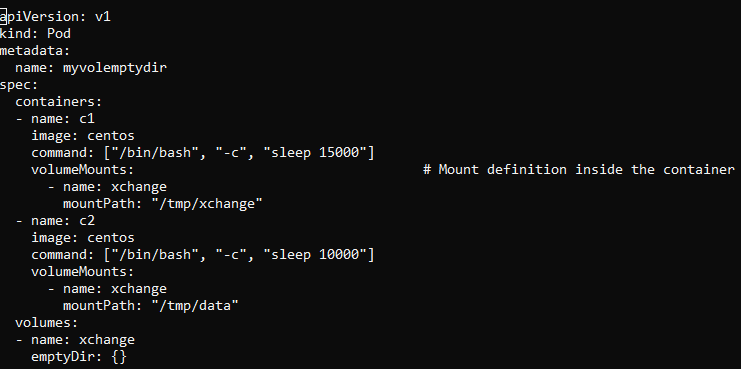 apiVersion: v1
kind: Pod
metadata:
  name: myvolemptydir
spec:
  containers:
  - name: c1
    image: centos
    command: ["/bin/bash", "-c", "sleep 15000"]
    volumeMounts:                                    # Mount definition inside the container
      - name: xchange
        mountPath: "/tmp/xchange"
  - name: c2
    image: centos
    command: ["/bin/bash", "-c", "sleep 10000"]
    volumeMounts:
      - name: xchange
        mountPath: "/tmp/data"
  volumes:
  - name: xchange
    emptyDir: {}